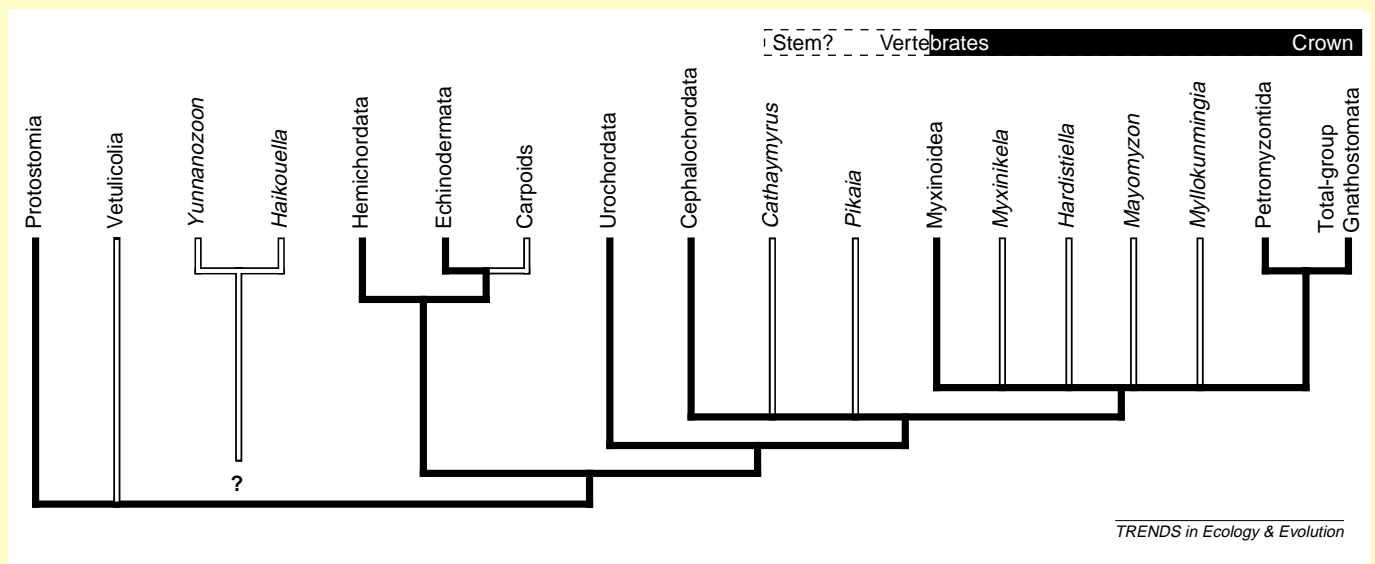 Stem? Vertebrates Crown
Protostomia
Vetulicolia
Yunnanozoon
Haikouella
Hemichordata
Echinodermata
Carpoids
Urochordata
Cephalochordata
Cathaymyrus
Pikaia
Myxinoidea
Myxinikela
Hardistiella
Mayomyzon
Myllokunmingia
Petromyzontida
Total-group
Gnathostomata
?
TRENDS in Ecology & Evolution